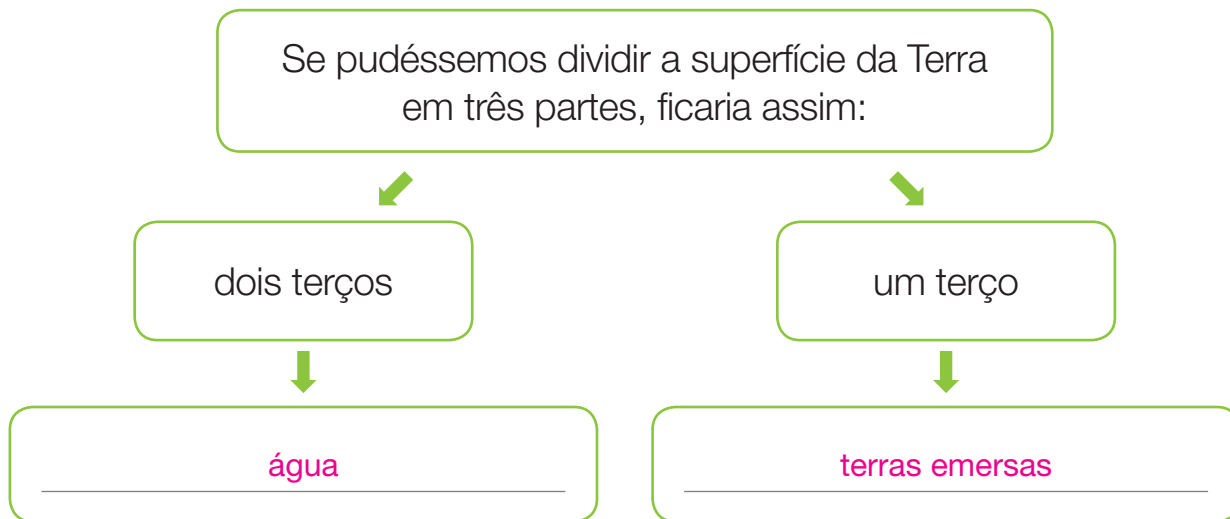 Se pudéssemos dividir a superfície da Terra
em três partes, ficaria assim:
dois terços
um terço
água
terras emersas